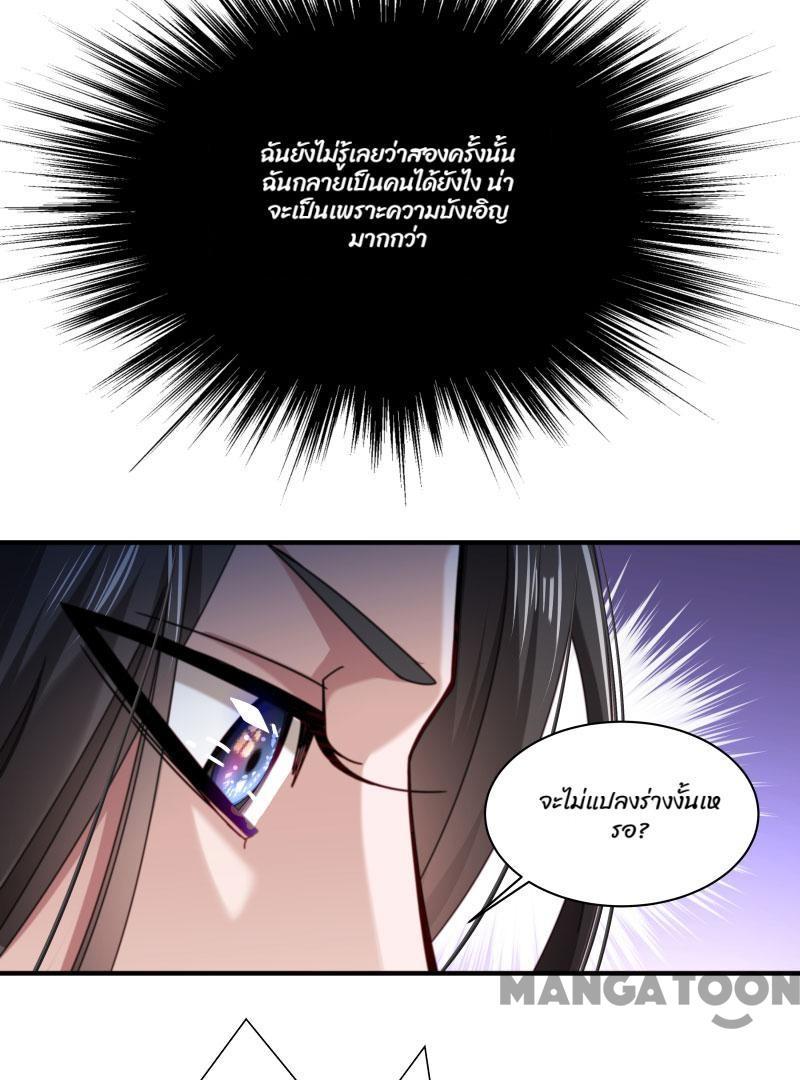 ฉันยังไม่รู้เลยว่าสองครั้งนั้น
ฉันกลายเป็นคนได้ยังไง น่า
จะเป็นเพราะความบังเอิญ
มากกว่า
จะไม่แปลงร่างงั้นเห
รอ?
MANGATOON